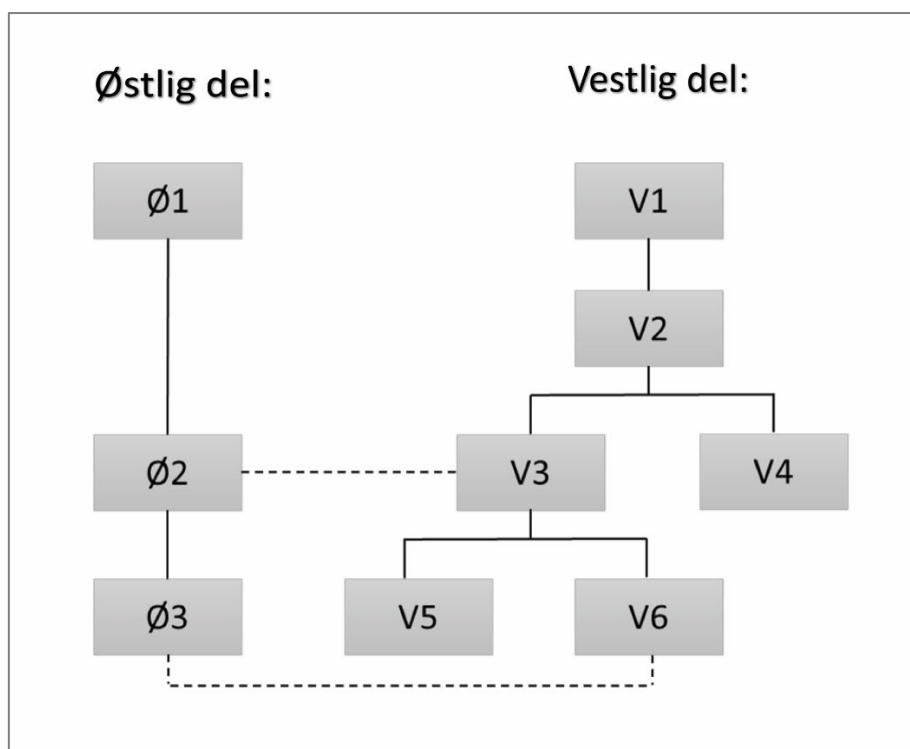 Østlig del:
Vestlig del:
Ø1
V1
V2
Ø2
V3
V4
Ø3
V5
V6